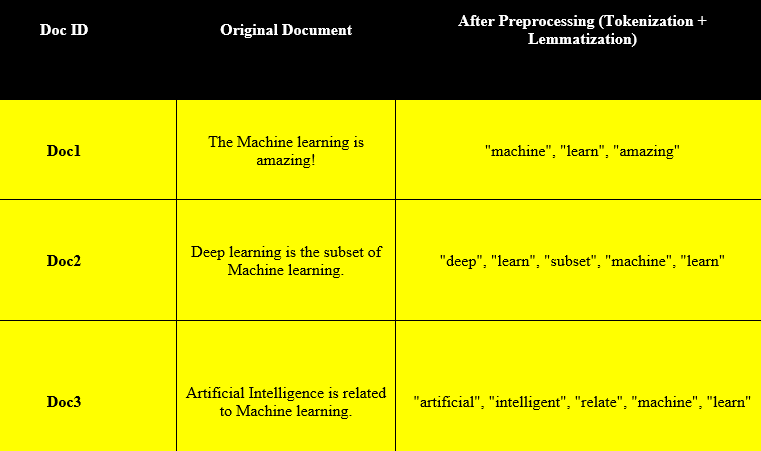 Doc ID
Original Document
After Preprocessing (Tokenization +
Lemmatization)
Doc1
The Machine learning is
amazing!
"machine", "learn", "amazing"
Doc2
Deep learning is the subset of
Machine learning.
"deep", "learn", "subset", "machine", "learn"
Doc3
Artificial Intelligence is related
to Machine learning.
"artificial", "intelligent", "relate", "machine", "learn"